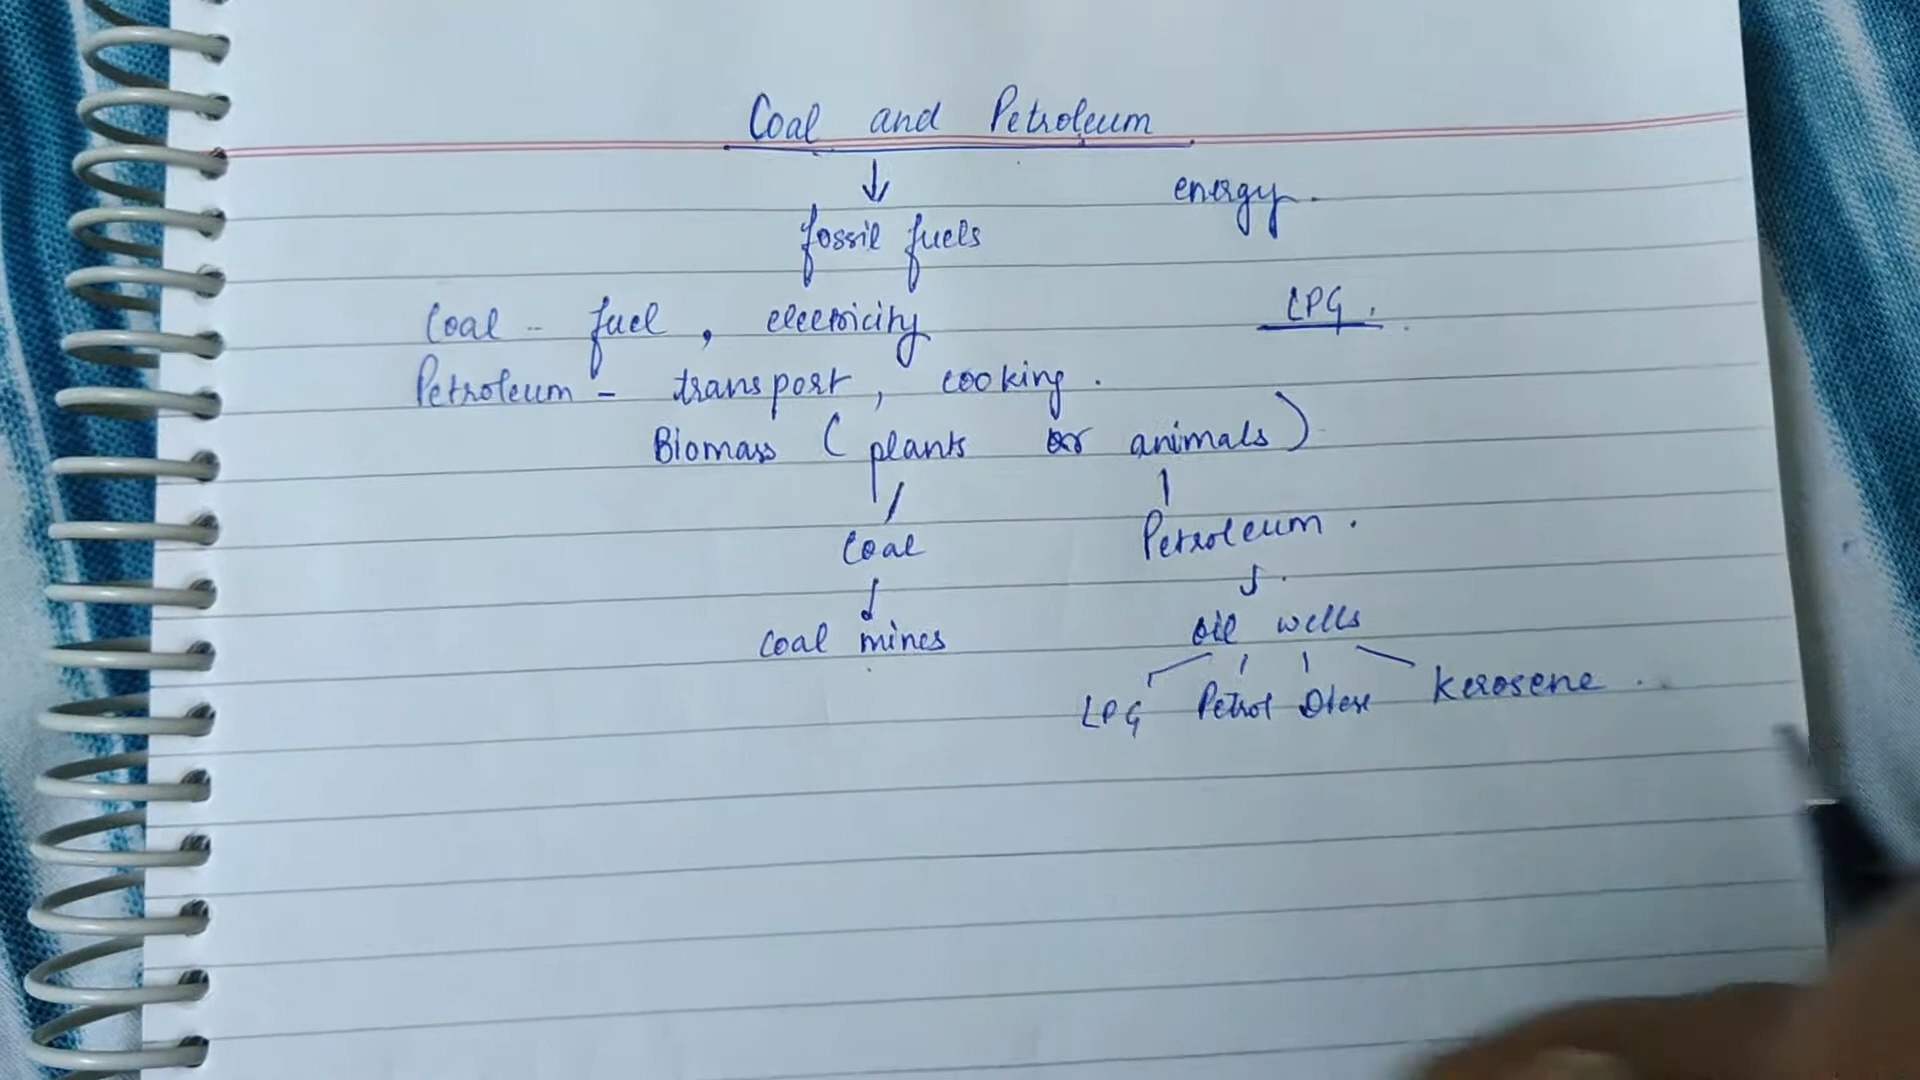 Coal and Petroleum
energy.
fossil fuels
LPG.
Coal - fuel, electricity
Petroleum - transport, cooking.
Biomass (plants or animals)
Coal Petroleum.
Coal mines oil wells
LPG Petrol Kerosene.